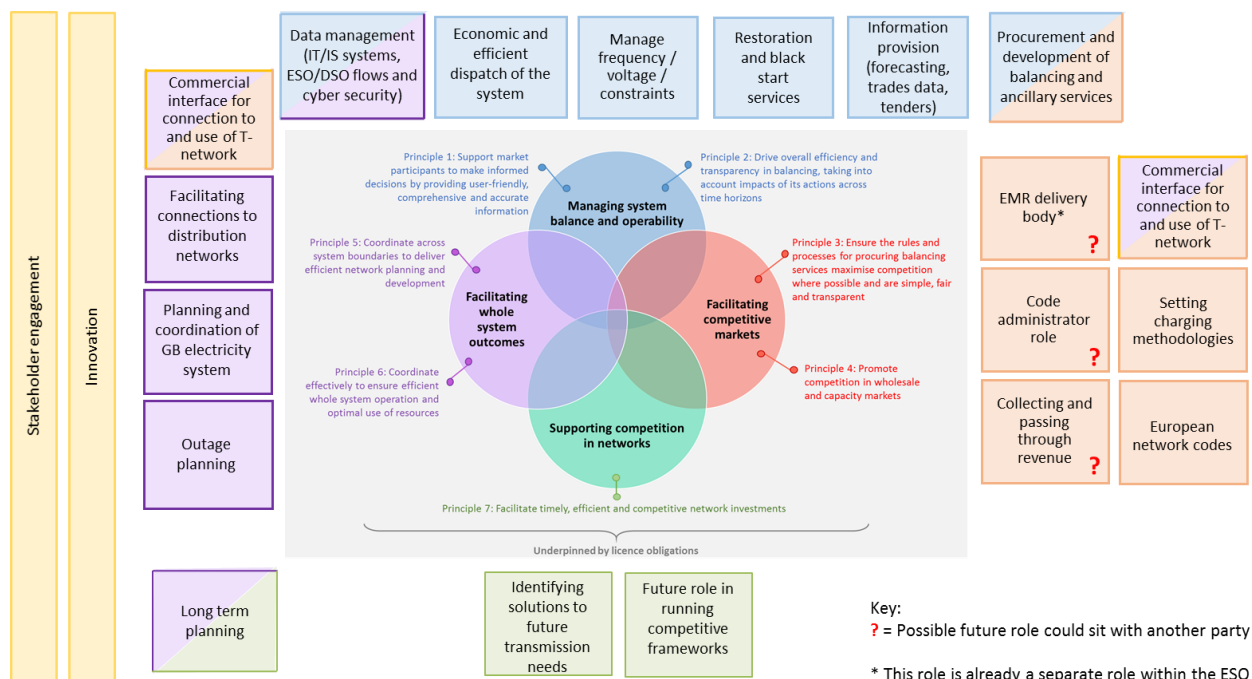 Stakeholder engagement
Innovation
Data management
(IT/IS systems,
ESO/DSO flows and
cyber security)
Economic and
efficient
dispatch of the
system
Manage
frequency /
voltage /
constraints
Restoration
and black
start
services
Information
provision
(forecasting,
trades data,
tenders)
Procurement and
development of
balancing and
ancillary services
Commercial
interface for
connection to
and use of T-
network
Facilitating
connections to
distribution
networks
Planning and
coordination of
GB electricity
system
Outage
planning
Principle 1: Support market
participants to make informed
decisions by providing user-friendly,
comprehensive and accurate
information
Principle 2: Drive overall efficiency and
transparency in balancing, taking into
account impacts of its actions across
time horizons
Managing system
balance and operability
Principle 5: Coordinate across
system boundaries to deliver
efficient network planning and
development
Principle 3: Ensure the rules and
processes for procuring balancing
services maximise competition
where possible and are simple, fair
and transparent
Facilitating
whole
system
outcomes
Facilitating
competitive
markets
Principle 6: Coordinate
effectively to ensure efficient
whole system operation and
optimal use of resources
Principle 4: Promote
competition in wholesale
and capacity markets
Supporting competition
in networks
Principle 7: Facilitate timely, efficient and competitive network investments
Underpinned by licence obligations
EMR delivery
body*
?
Commercial
interface for
connection to
and use of T-
network
Code
administrator
role
?
Setting
charging
methodologies
Collecting and
passing
through
revenue
?
European
network codes
Long term
planning
Identifying
solutions to
future
transmission
needs
Future role in
running
competitive
frameworks
Key:
? = Possible future role could sit with another party
* This role is already a separate role within the ESO